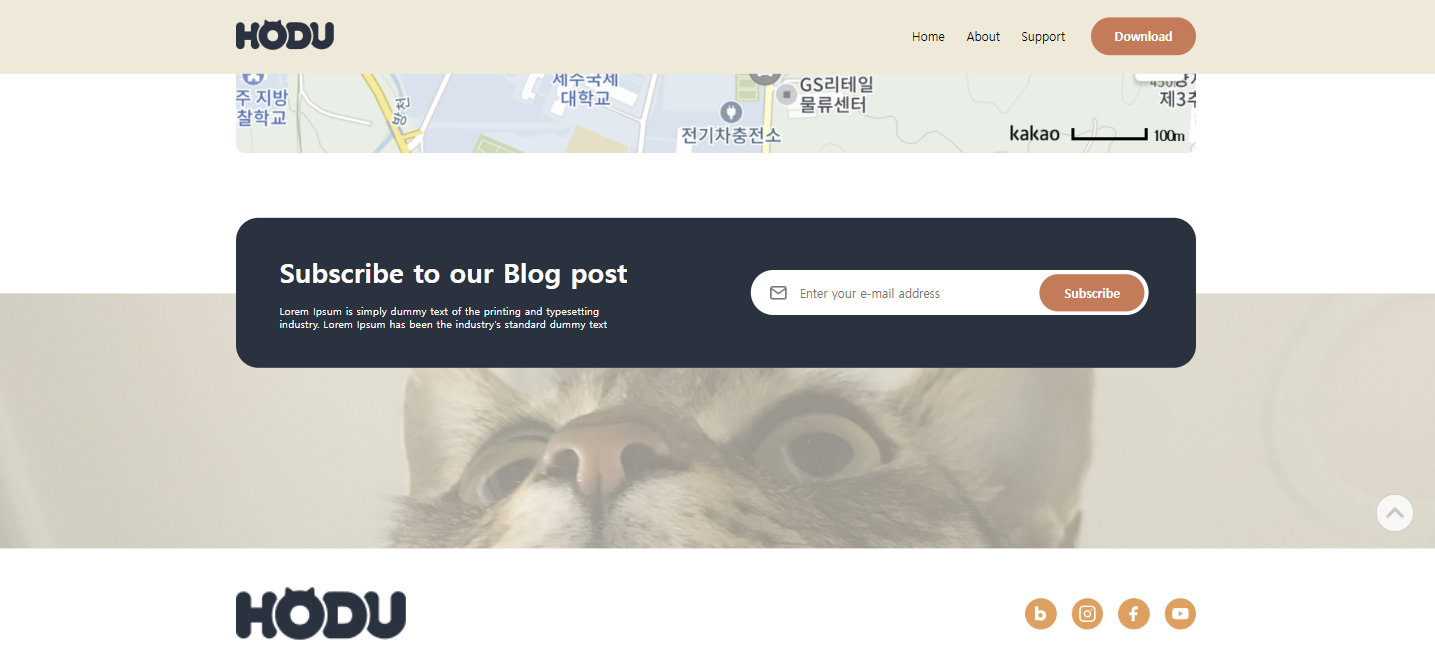 HODU
Home
About
Support
Download
제주국제
대학교
GS리테일
물류센터
주 지방
찰학교
방천
전기차충전소
제3주
kakao
100m
Subscribe to our Blog post
Lorem Ipsum is simply dummy text of the printing and typesetting
industry. Lorem Ipsum has been the industry's standard dummy text
Enter your e-mail address
Subscribe
HODU